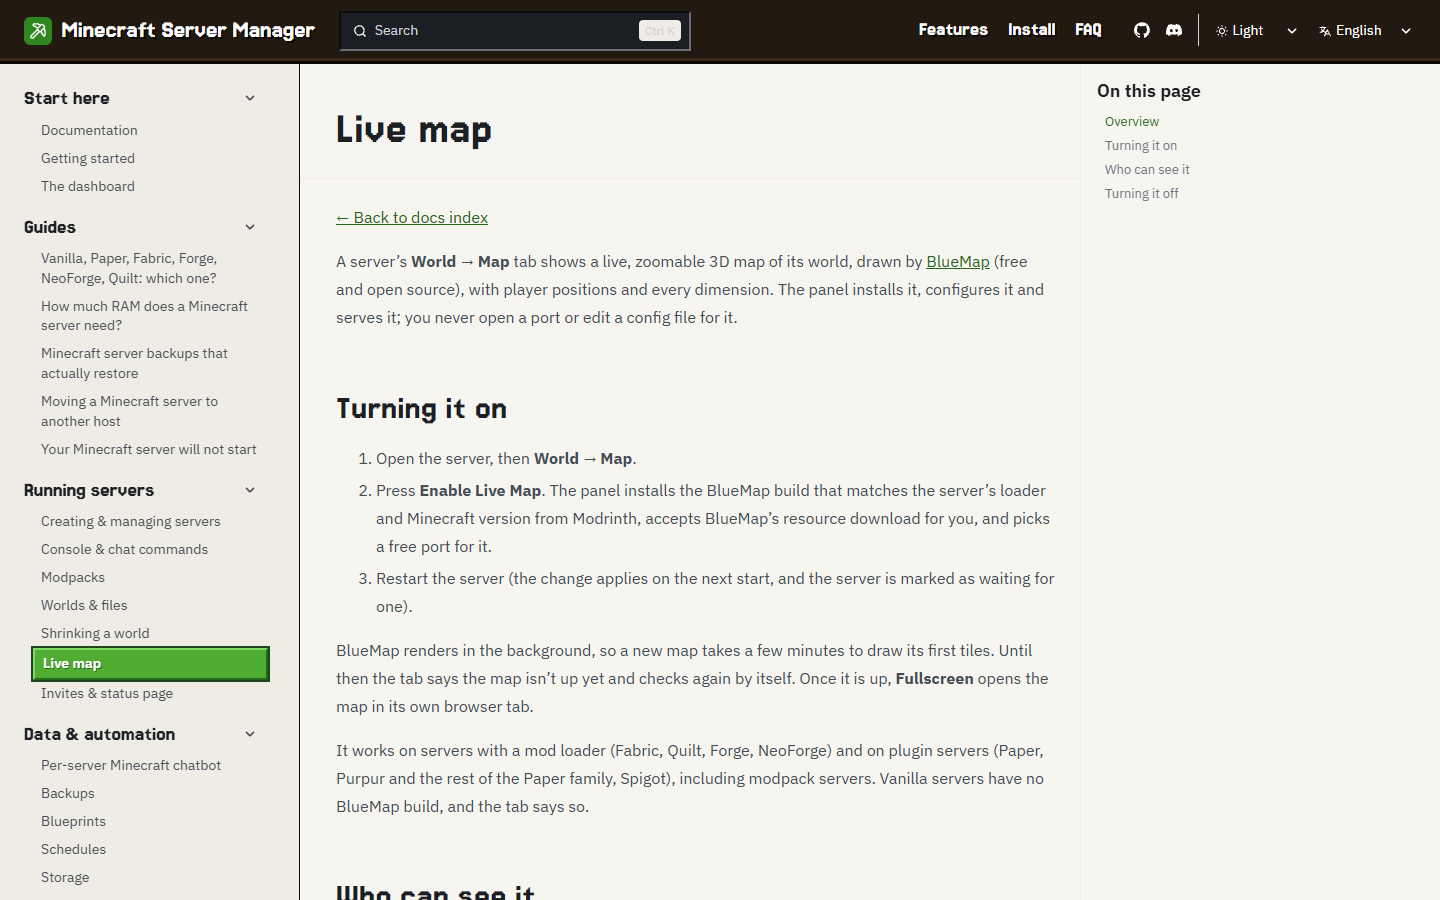 Minecraft Server Manager
Search
Ctrl K
Features
Install
FAQ
Light
English
Start here
Documentation
Getting started
The dashboard
Guides
Vanilla, Paper, Fabric, Forge,
NeoForge, Quilt: which one?
How much RAM does a Minecraft
server need?
Minecraft server backups that
actually restore
Moving a Minecraft server to
another host
Your Minecraft server will not start
Running servers
Creating & managing servers
Console & chat commands
Modpacks
Worlds & files
Shrinking a world
Live map
Invites & status page
Data & automation
Per-server Minecraft chatbot
Backups
Blueprints
Schedules
Storage
Live map
← Back to docs index
A server’s World → Map tab shows a live, zoomable 3D map of its world, drawn by BlueMap (free
and open source), with player positions and every dimension. The panel installs it, configures it and
serves it; you never open a port or edit a config file for it.
Turning it on
1. Open the server, then World → Map.
2. Press Enable Live Map. The panel installs the BlueMap build that matches the server’s loader
and Minecraft version from Modrinth, accepts BlueMap’s resource download for you, and picks
a free port for it.
3. Restart the server (the change applies on the next start, and the server is marked as waiting for
one).
BlueMap renders in the background, so a new map takes a few minutes to draw its first tiles. Until
then the tab says the map isn’t up yet and checks again by itself. Once it is up, Fullscreen opens the
map in its own browser tab.
It works on servers with a mod loader (Fabric, Quilt, Forge, NeoForge) and on plugin servers (Paper,
Purpur and the rest of the Paper family, Spigot), including modpack servers. Vanilla servers have no
BlueMap build, and the tab says so.
Who can see it
On this page
Overview
Turning it on
Who can see it
Turning it off